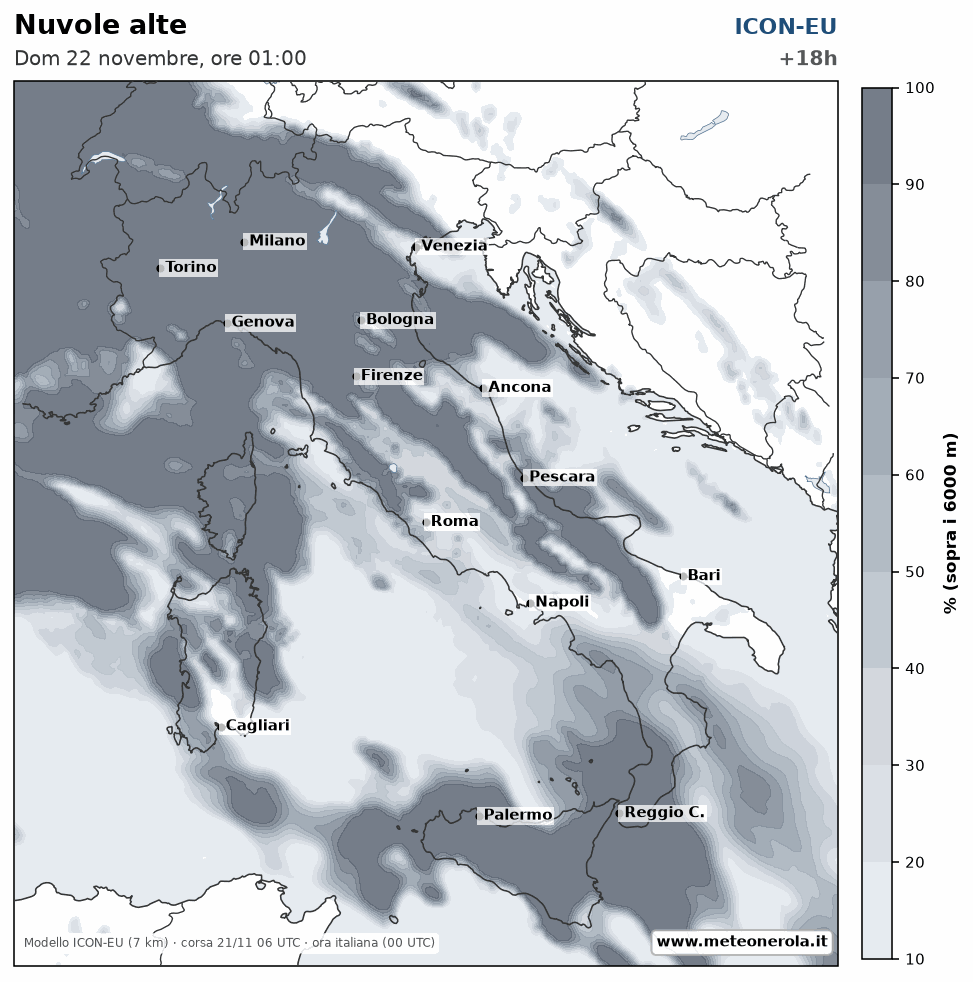 Nuvole alte
ICON-EU
Dom 22 novembre, ore 01:00
+18h
Milano
Venezia
Torino
Genova
Bologna
Firenze
Ancona
Pescara
Roma
Bari
Napoli
Cagliari
Palermo
Reggio C.
Modello ICON-EU (7 km) · corsa 21/11 06 UTC · ora italiana (00 UTC)
www.meteonerola.it
100
90
80
70
60
50
40
30
20
10
% (sopra i 6000 m)